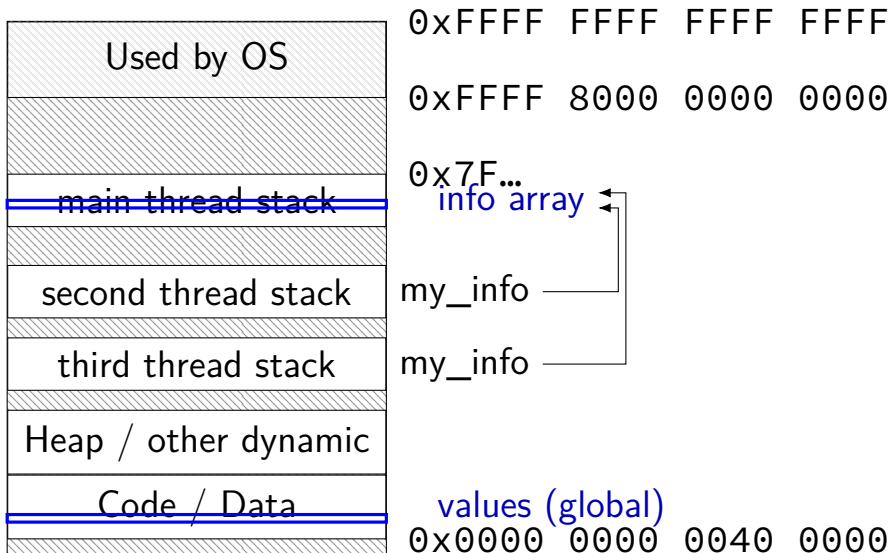 0xFFFF FFFF FFFF FFFF
Used by OS
0xFFFF 8000 0000 0000
0x7F…
main thread stack
info array
second thread stack
my_info
third thread stack
my_info
Heap / other dynamic
Code / Data
values (global)
0x0000 0000 0040 0000